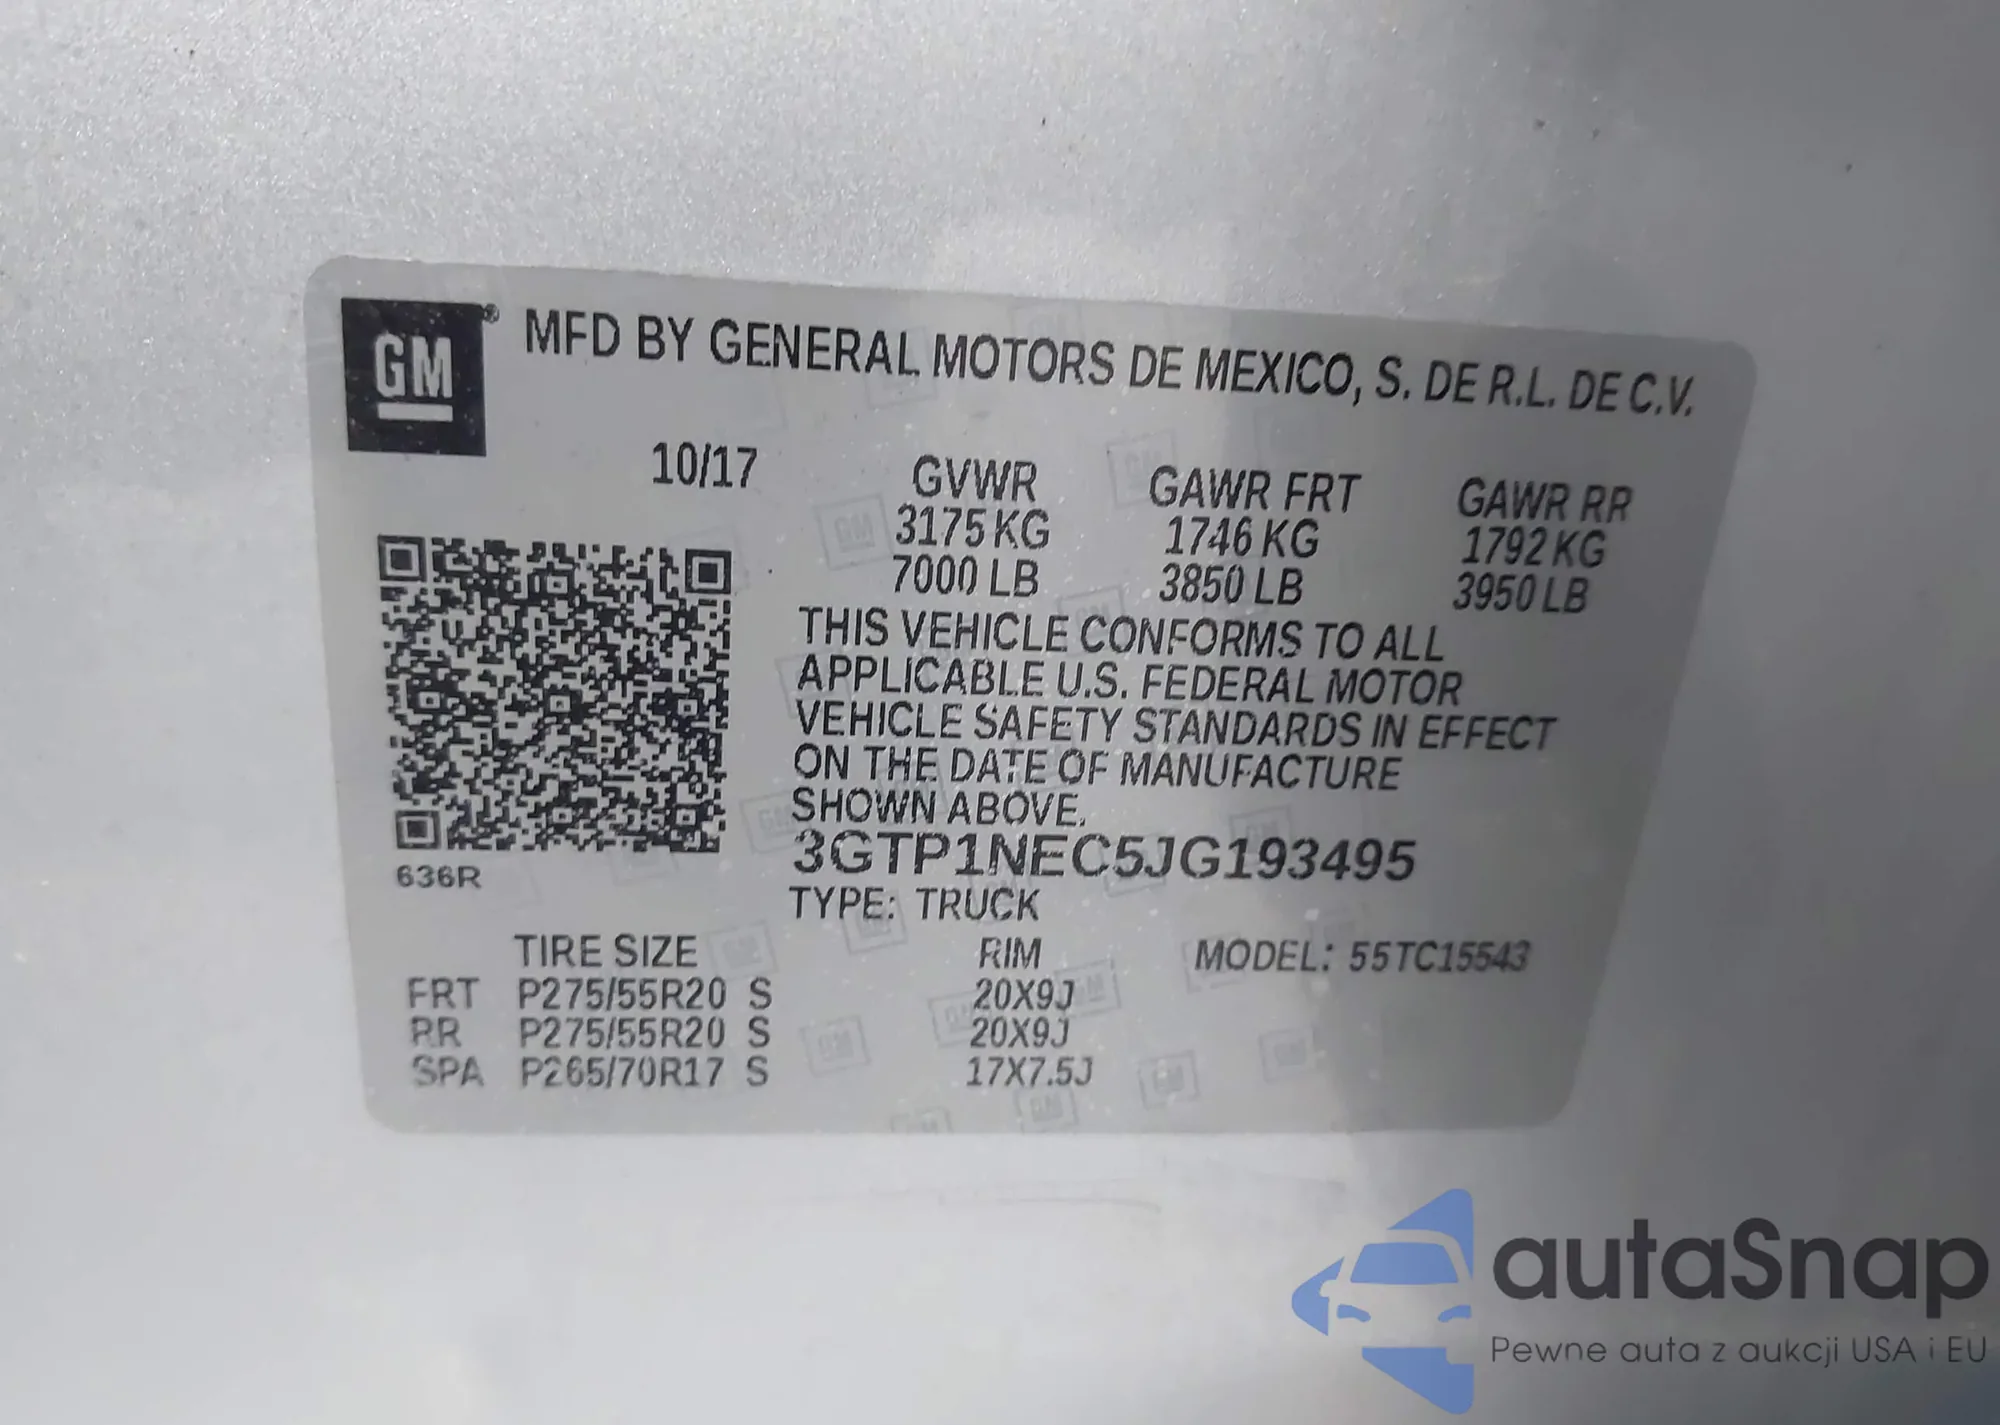 GM® MFD BY GENERAL MOTORS DE MEXICO, S. DE R.L. DE C.V.
10/17 GVWR GAWR FRT GAWR RR
3175 KG 1746 KG 1792 KG
7000 LB 3850 LB 3950 LB
THIS VEHICLE CONFORMS TO ALL
APPLICABLE U.S. FEDERAL MOTOR
VEHICLE SAFETY STANDARDS IN EFFECT
ON THE DATE OF MANUFACTURE
SHOWN ABOVE.
3GTP1NEC5JG193495
636R
TYPE: TRUCK
TIRE SIZE RIM MODEL: 55TC15543
FRT P275/55R20 S 20X9J
RR P275/55R20 S 20X9J
SPA P265/70R17 S 17X7.5J
autaSnap
Pewne auta z aukcji USA i EU